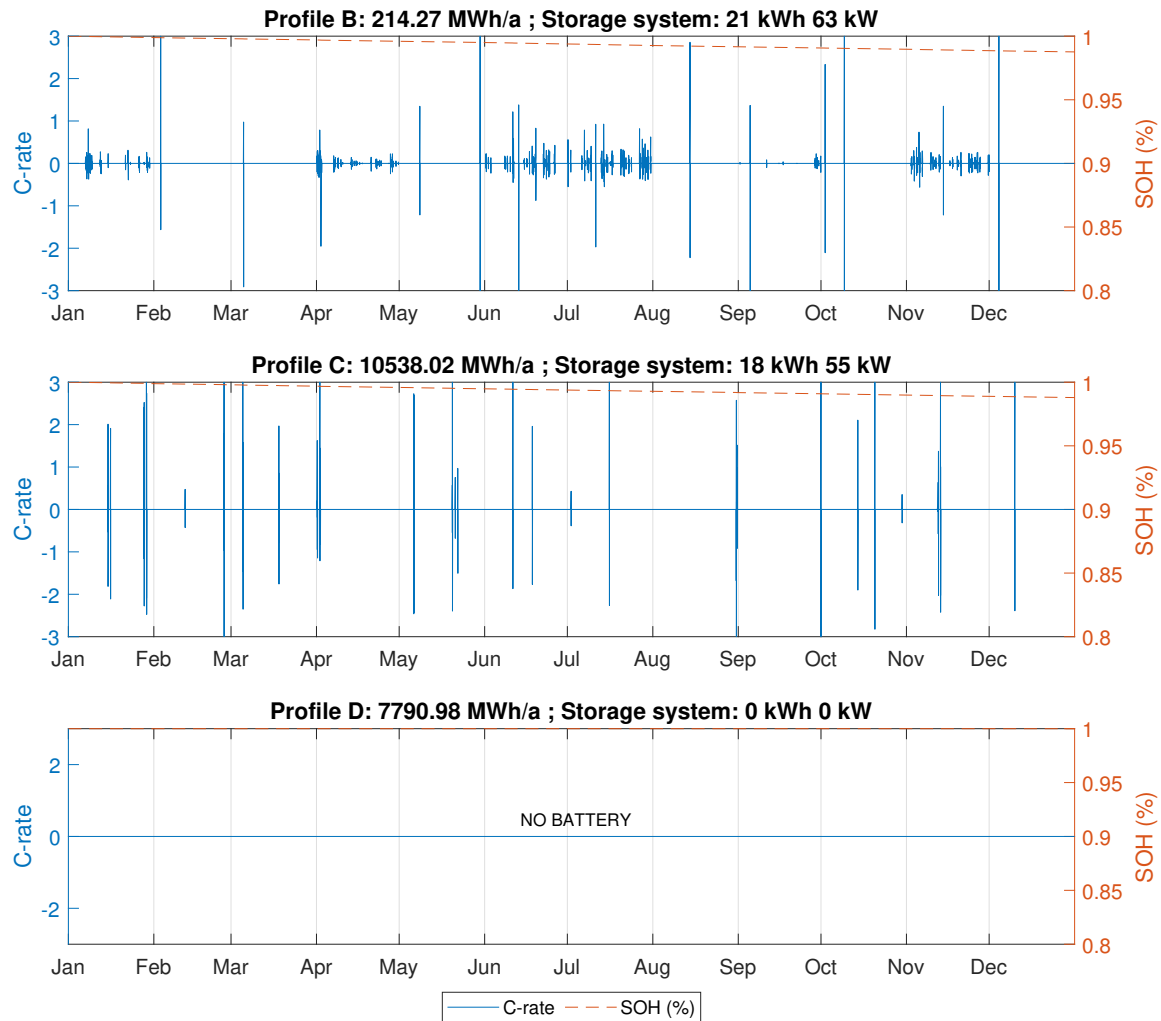 Profile B: 214.27 MWh/a ; Storage system: 21 kWh 63 kW
3
2
1
0
-1
-2
-3
C-rate
1
0.95
0.9
0.85
0.8
SOH (%)
Jan Feb Mar Apr May Jun Jul Aug Sep Oct Nov Dec
Profile C: 10538.02 MWh/a ; Storage system: 18 kWh 55 kW
3
2
1
0
-1
-2
-3
C-rate
1
0.95
0.9
0.85
0.8
SOH (%)
Jan Feb Mar Apr May Jun Jul Aug Sep Oct Nov Dec
Profile D: 7790.98 MWh/a ; Storage system: 0 kWh 0 kW
2
0
-2
C-rate
NO BATTERY
1
0.95
0.9
0.85
0.8
SOH (%)
Jan Feb Mar Apr May Jun Jul Aug Sep Oct Nov Dec
C-rate SOH (%)